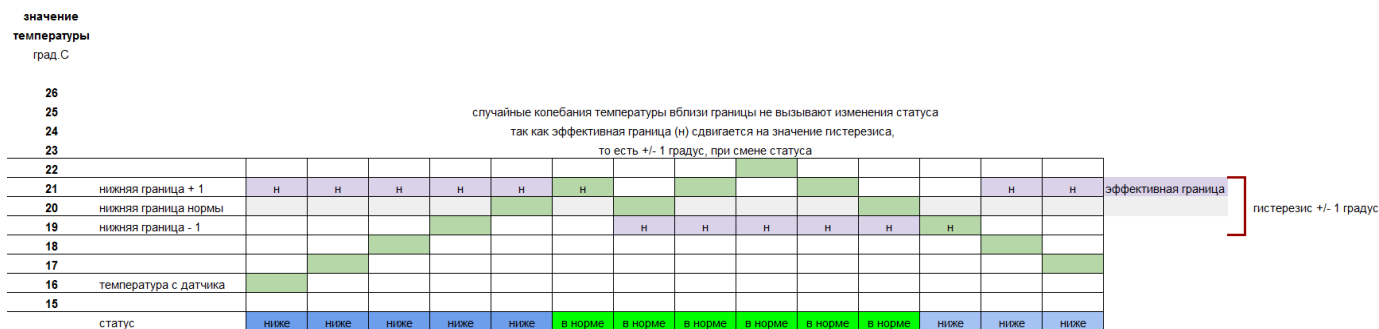 значение
температуры
град.С
26
25 случайные колебания температуры вблизи границы не вызывают изменения статуса
24 так как эффективная граница (н) сдвигается на значение гистерезиса,
23 то есть +/- 1 градус, при смене статуса
22
21 нижняя граница + 1 н н н н н н н н эффективная граница
20 нижняя граница нормы гистерезис +/- 1 градус
19 нижняя граница - 1 н н н н н н
18
17
16 температура с датчика
15
статус ниже ниже ниже ниже ниже в норме в норме в норме в норме в норме в норме ниже ниже ниже